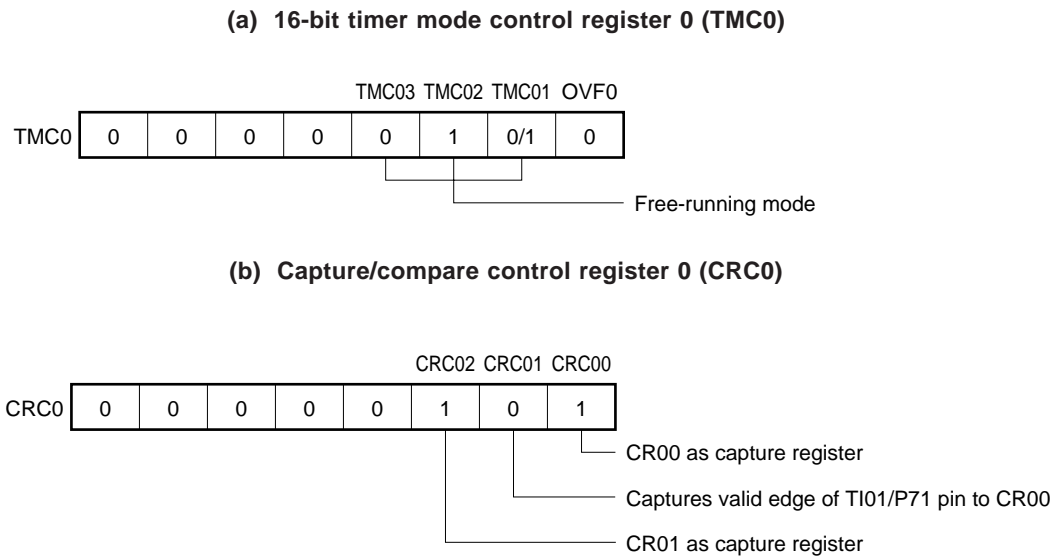 (a) 16-bit timer mode control register 0 (TMC0)
TMC03 TMC02 TMC01 OVF0
TMC0 0 0 0 0 0 1 0/1 0
Free-running mode
(b) Capture/compare control register 0 (CRC0)
CRC02 CRC01 CRC00
CRC0 0 0 0 0 0 1 0 1
CR00 as capture register
Captures valid edge of TI01/P71 pin to CR00
CR01 as capture register